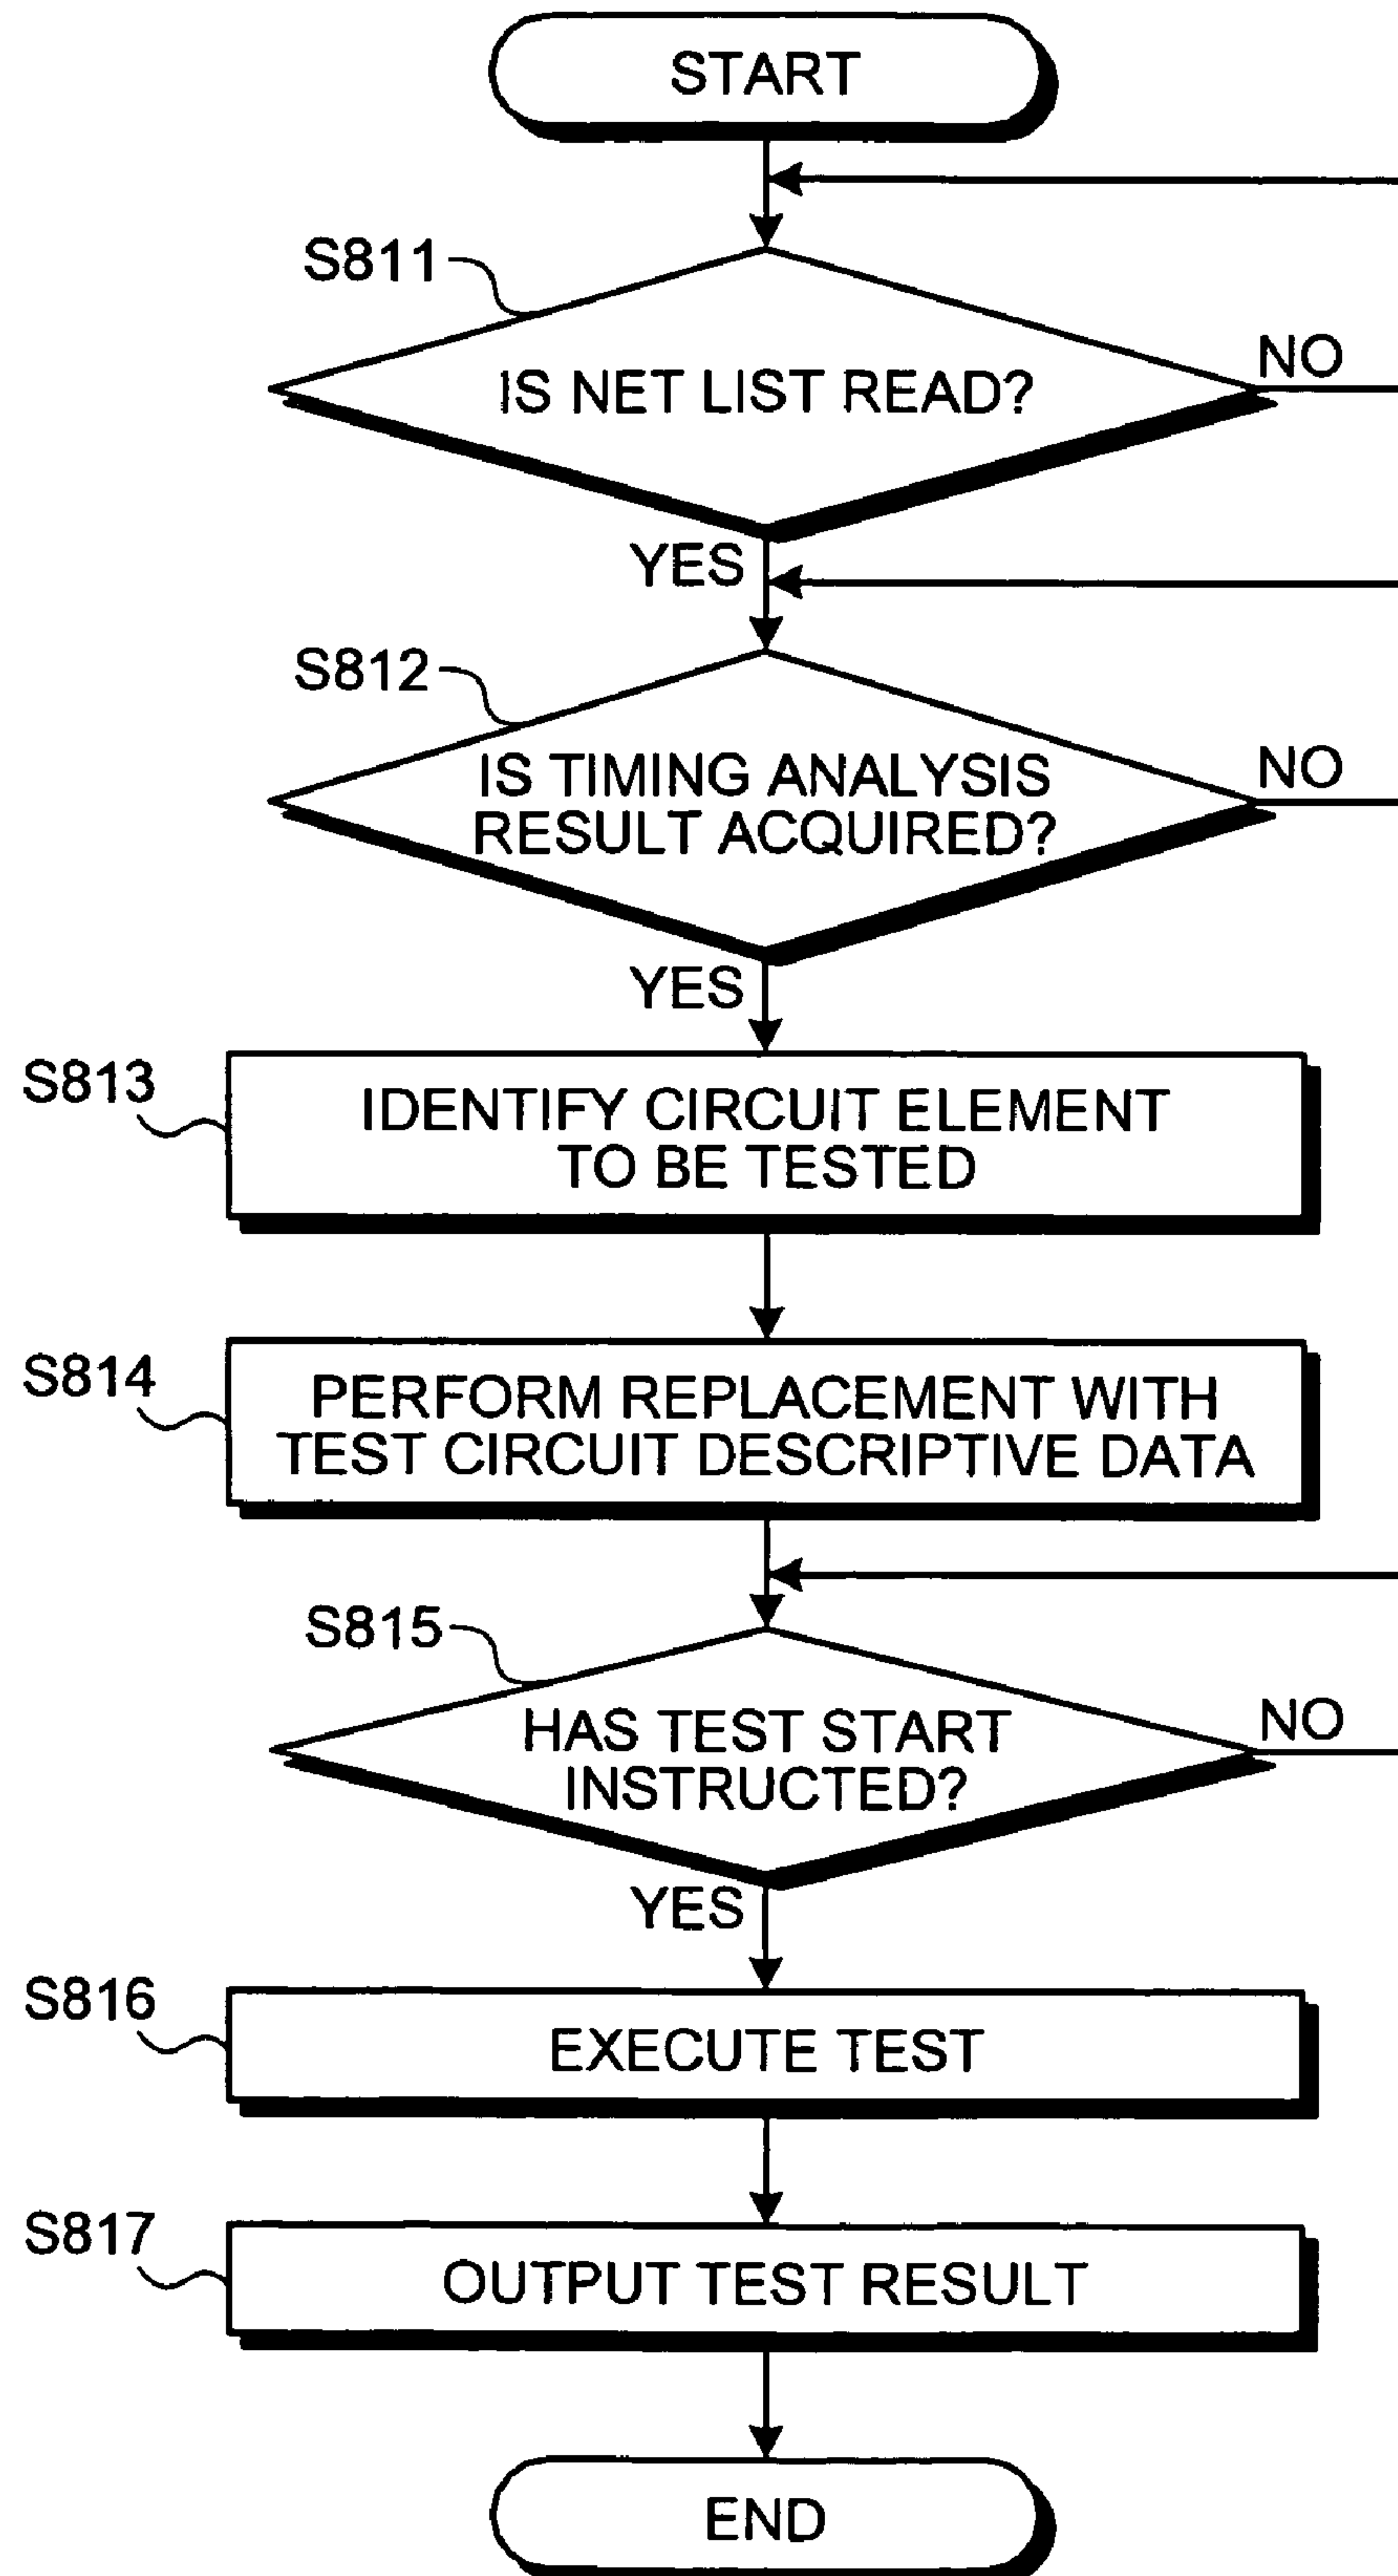 START
S811
IS NET LIST READ?
NO
YES
S812
IS TIMING ANALYSIS
RESULT ACQUIRED?
NO
YES
S813
IDENTIFY CIRCUIT ELEMENT
TO BE TESTED
S814
PERFORM REPLACEMENT WITH
TEST CIRCUIT DESCRIPTIVE DATA
S815
HAS TEST START
INSTRUCTED?
NO
YES
S816
EXECUTE TEST
S817
OUTPUT TEST RESULT
END